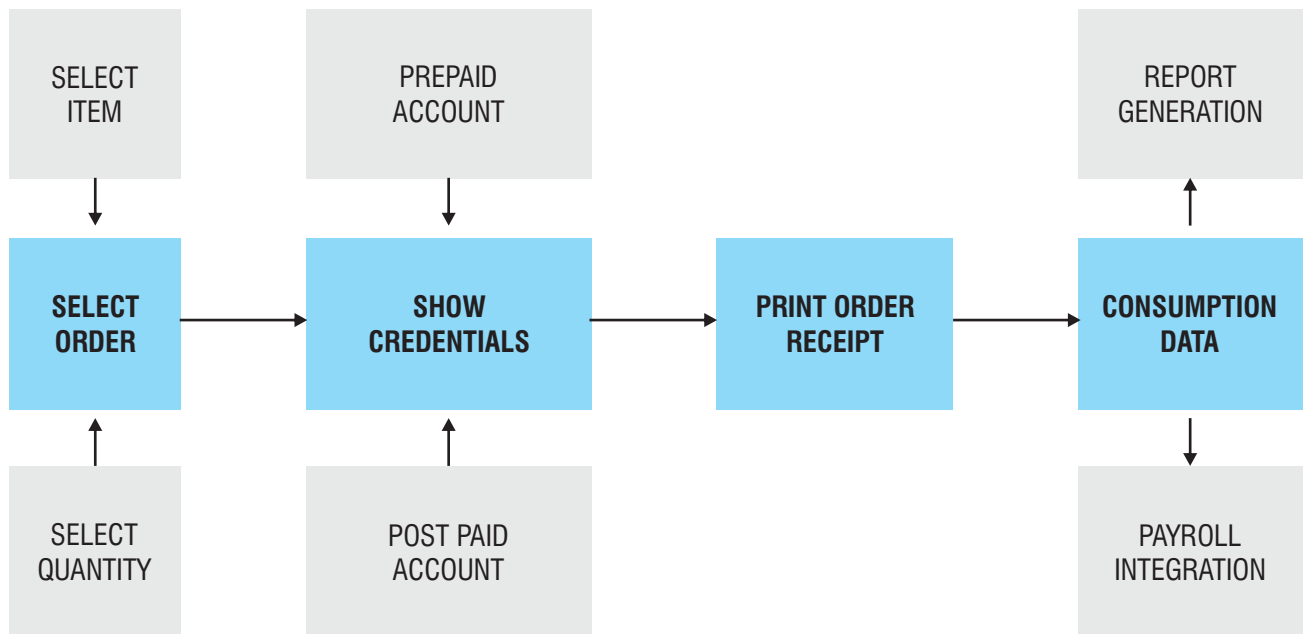 SELECT
ITEM
PREPAID
ACCOUNT
REPORT
GENERATION
SELECT
ORDER
SHOW
CREDENTIALS
PRINT ORDER
RECEIPT
CONSUMPTION
DATA
SELECT
QUANTITY
POST PAID
ACCOUNT
PAYROLL
INTEGRATION